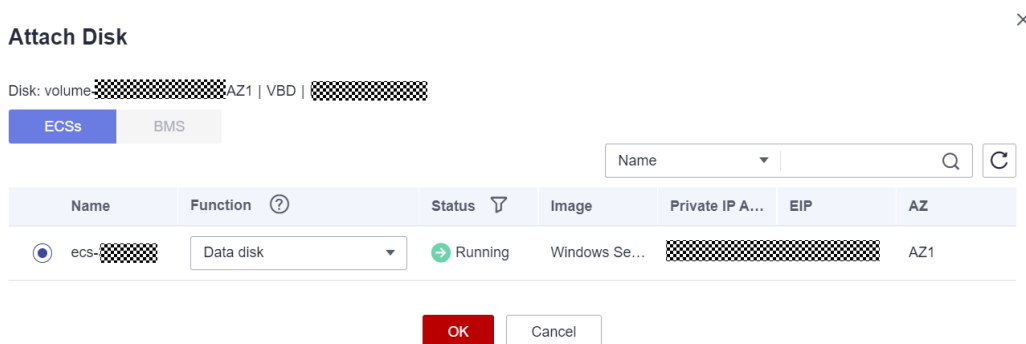 Attach Disk
Disk: volume- AZ1 | VBD |
ECSs BMS
Name
Name Function ? Status Image Private IP A... EIP AZ
ecs- Data disk Running Windows Se... AZ1
OK Cancel